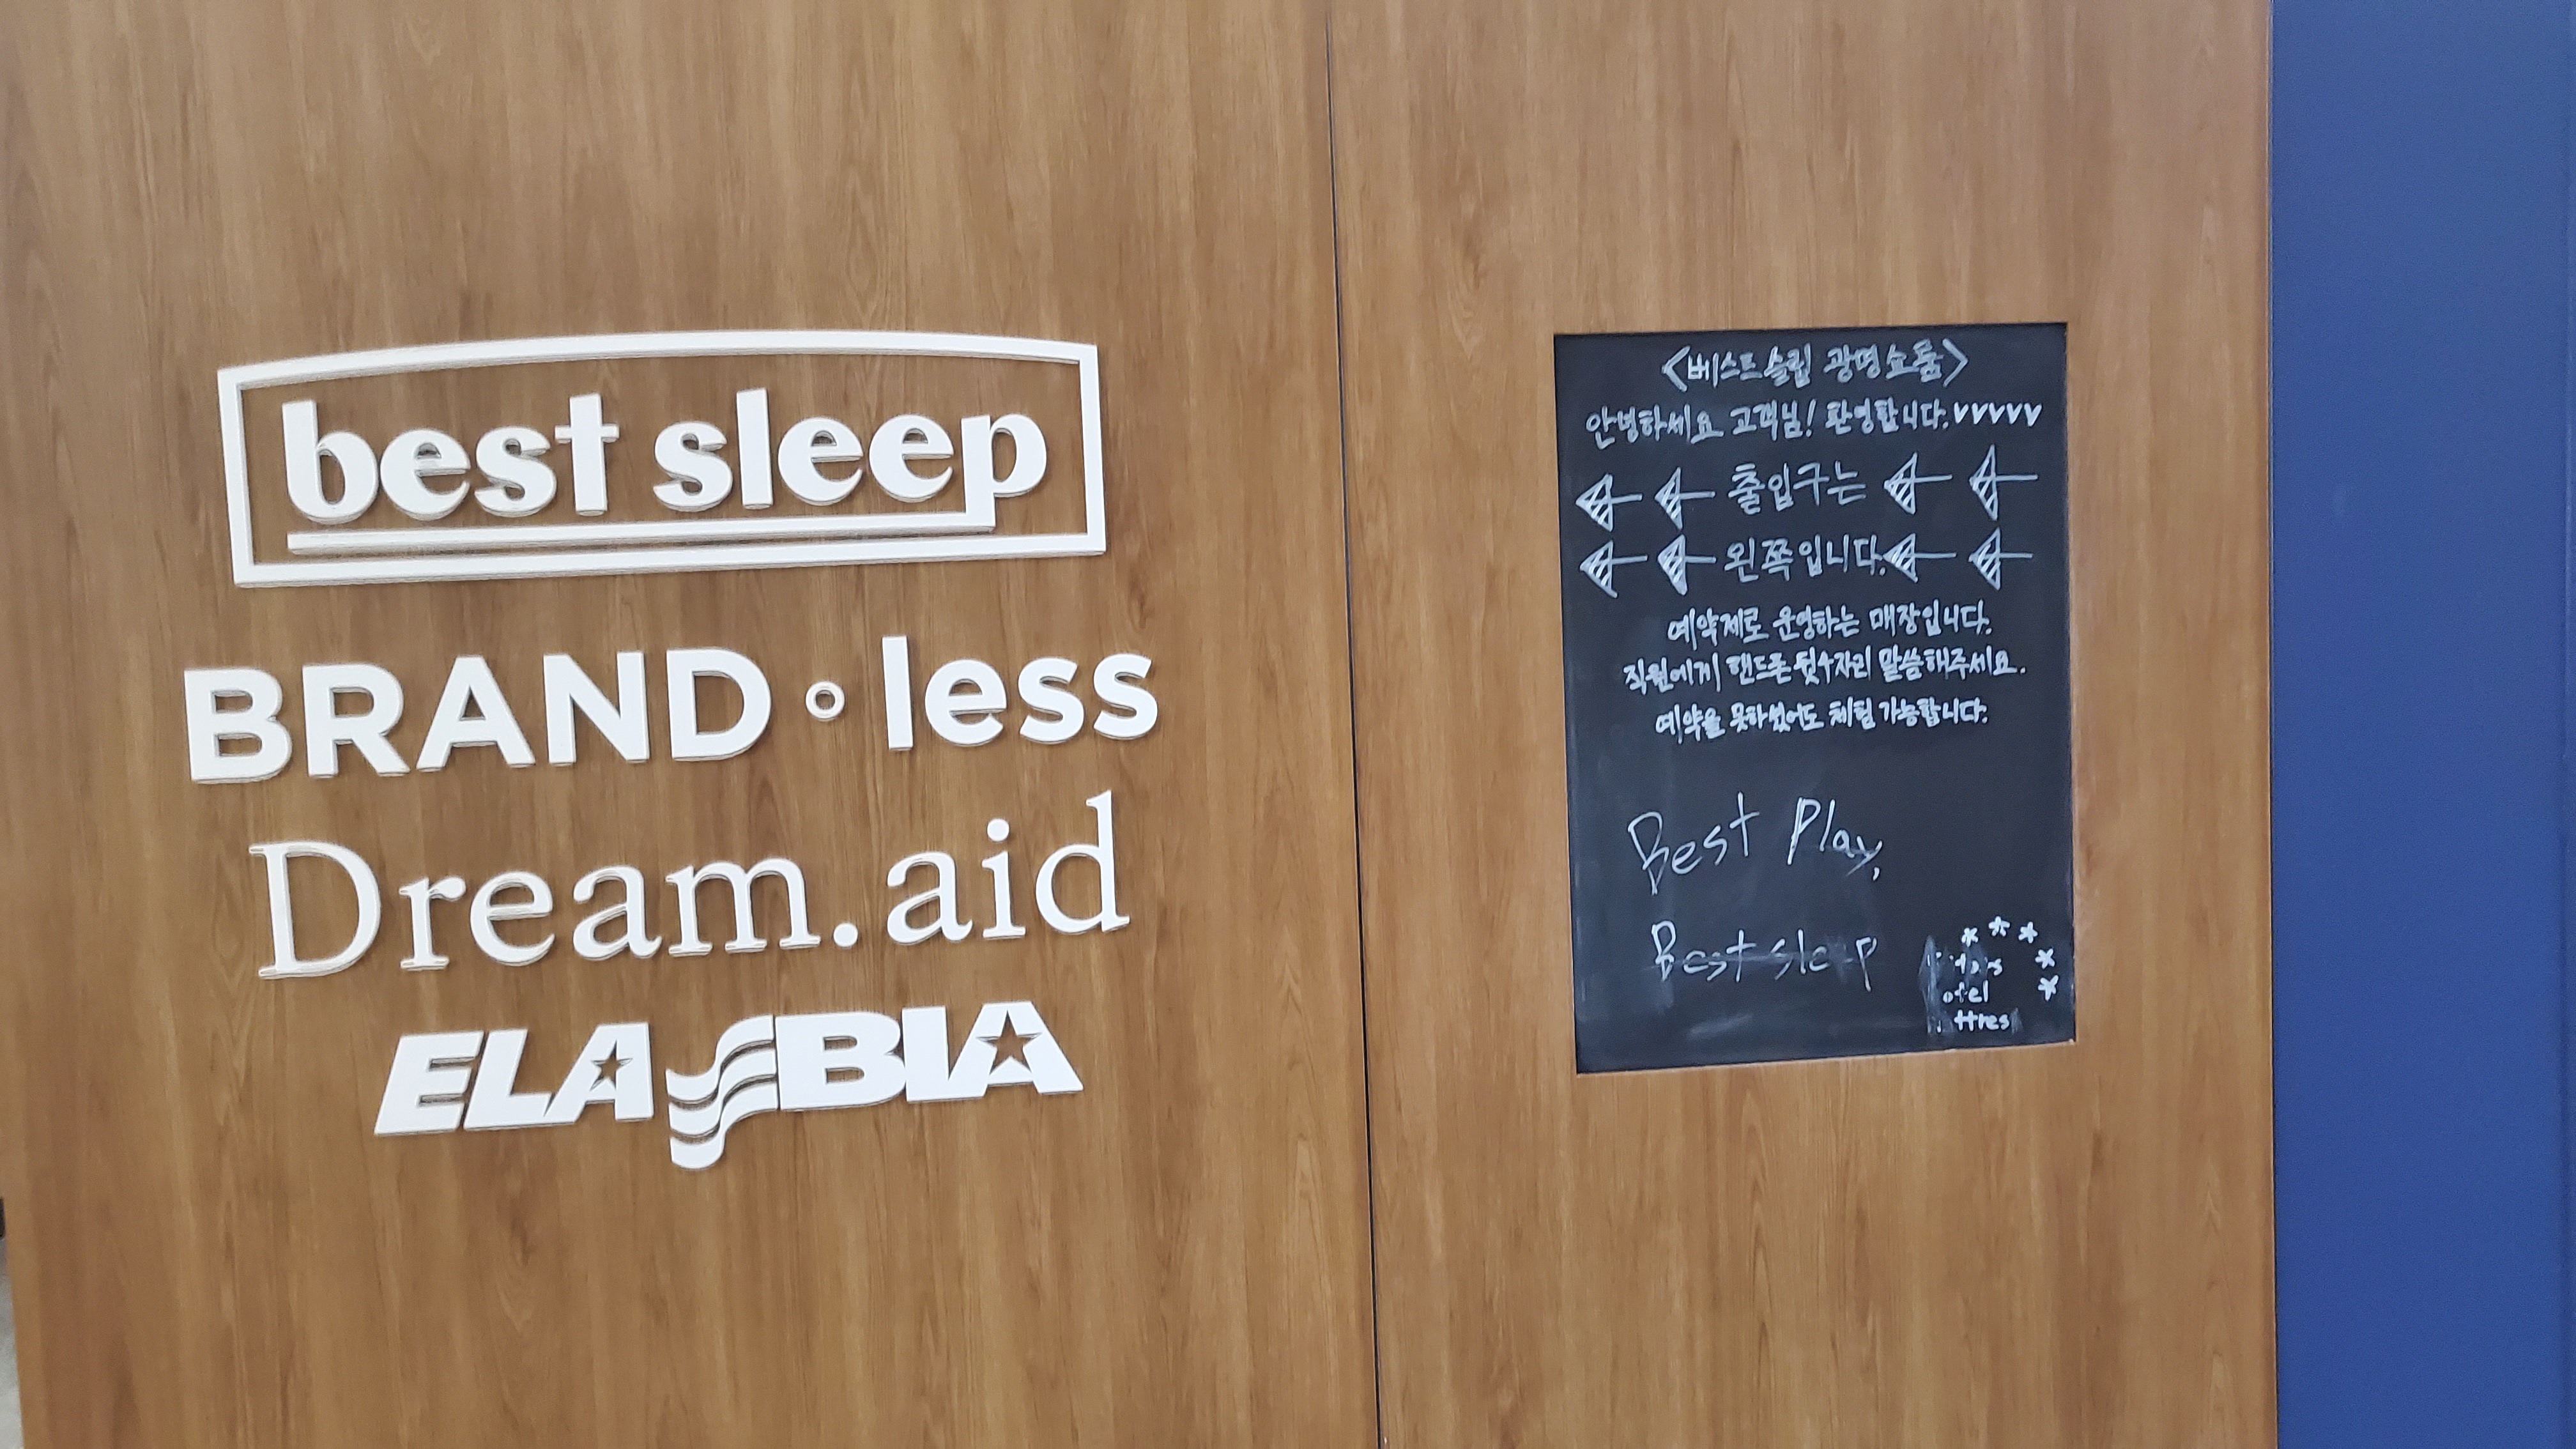 best sleep
BRAND◦less
Dream.aid
ELA BIA
<베스트슬립 광명쇼룸>
안녕하세요 고객님! 환영합니다.VVVVV
출입구는
왼쪽입니다.
예약제로 운영하는 매장입니다.
직원에게 핸드폰 뒷4자리 말씀해주세요.
예약을 못하셨어도 체험 가능합니다.
Best Play,
Best sleep